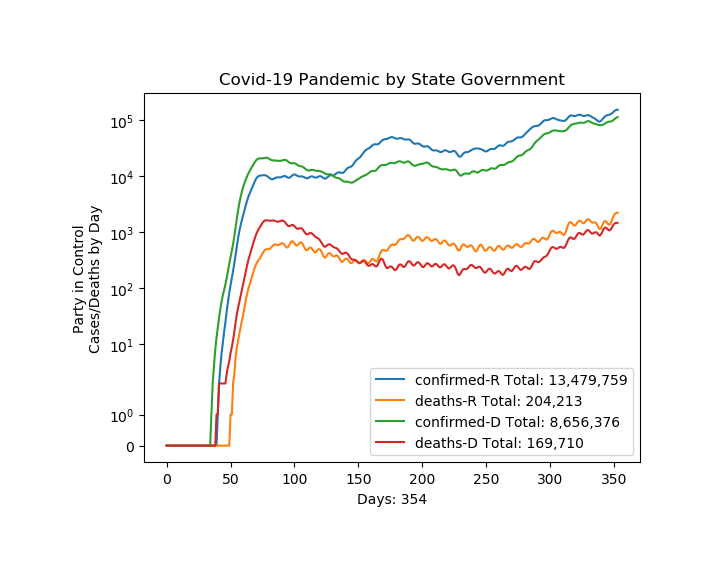 Covid-19 Pandemic by State Government
Party in Control
Cases/Deaths by Day
10^5
10^4
10^3
10^2
10^1
10^0
0
confirmed-R Total: 13,479,759
deaths-R Total: 204,213
confirmed-D Total: 8,656,376
deaths-D Total: 169,710
0 50 100 150 200 250 300 350
Days: 354